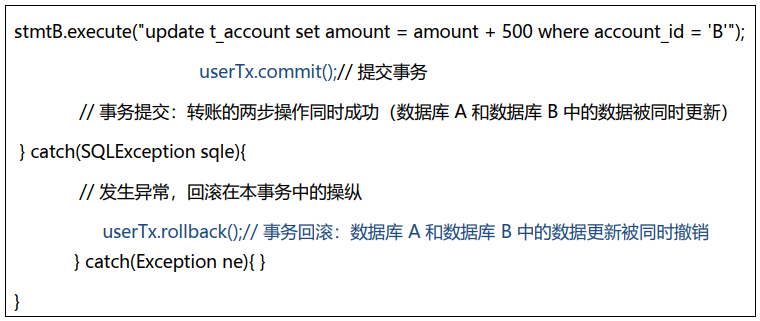 stmtB.execute("update t_account set amount = amount + 500 where account_id = 'B'");
userTx.commit();// 提交事务
// 事务提交：转账的两步操作同时成功（数据库 A 和数据库 B 中的数据被同时更新）
} catch(SQLException sqle){
// 发生异常，回滚在本事务中的操纵
userTx.rollback();// 事务回滚：数据库 A 和数据库 B 中的数据更新被同时撤销
} catch(Exception ne){ }
}